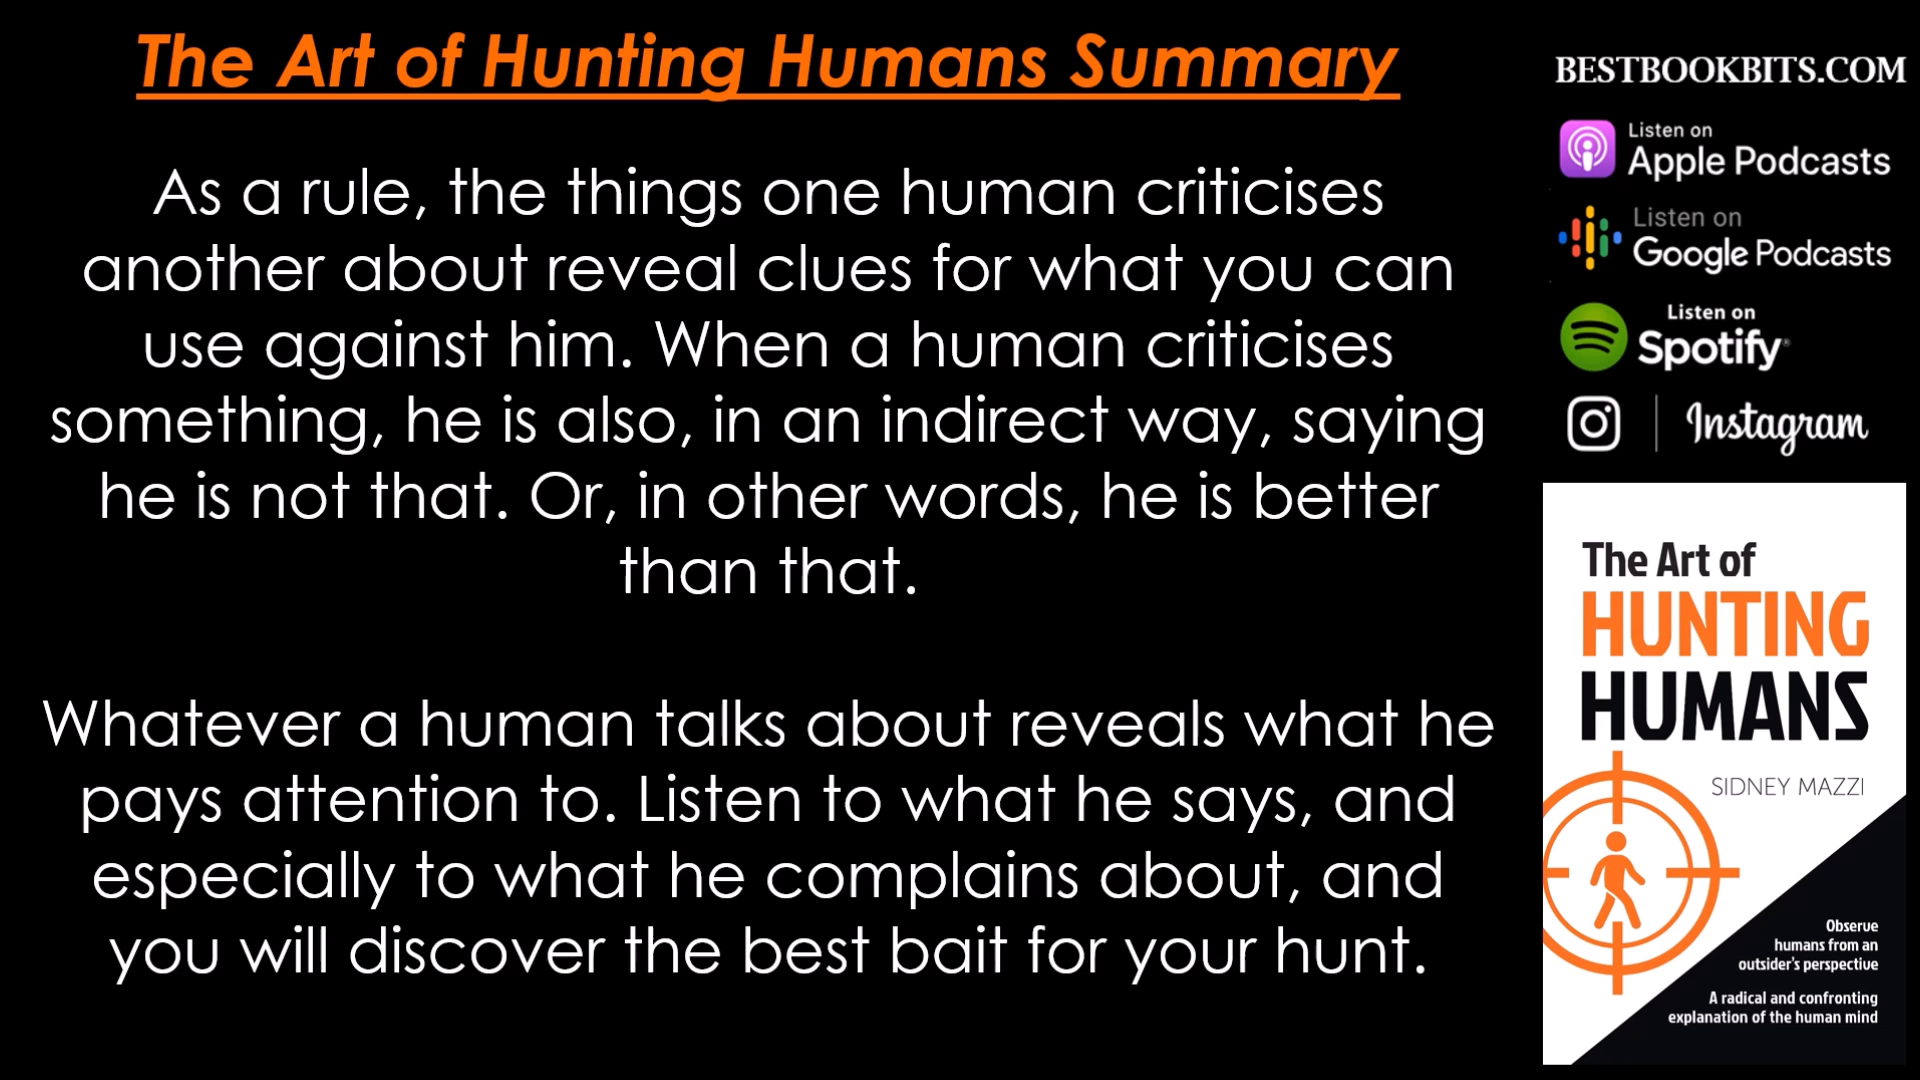 The Art of Hunting Humans Summary
As a rule, the things one human criticises
another about reveal clues for what you can
use against him. When a human criticises
something, he is also, in an indirect way, saying
he is not that. Or, in other words, he is better
than that.
Whatever a human talks about reveals what he
pays attention to. Listen to what he says, and
especially to what he complains about, and
you will discover the best bait for your hunt.
BESTBOOKBITS.COM
Listen on
Apple Podcasts
Listen on
Google Podcasts
Listen on
Spotify
Instagram
The Art of
HUNTING
HUMANS
SIDNEY MAZZI
Observe
humans from an
outsider's perspective
A radical and confronting
explanation of the human mind